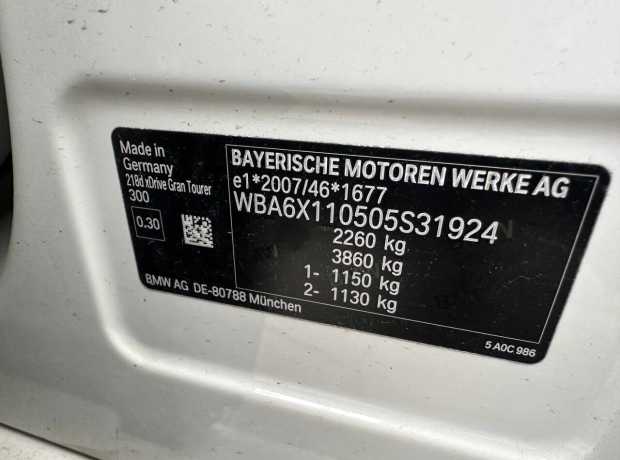 Made in
Germany
218d xDrive Gran Tourer
300
0.30
BMW AG DE-80788 München
BAYERISCHE MOTOREN WERKE AG
e1*2007/46*1677
WBA6X110505S31924
2260 kg
3860 kg
1- 1150 kg
2- 1130 kg
5 A0C 986